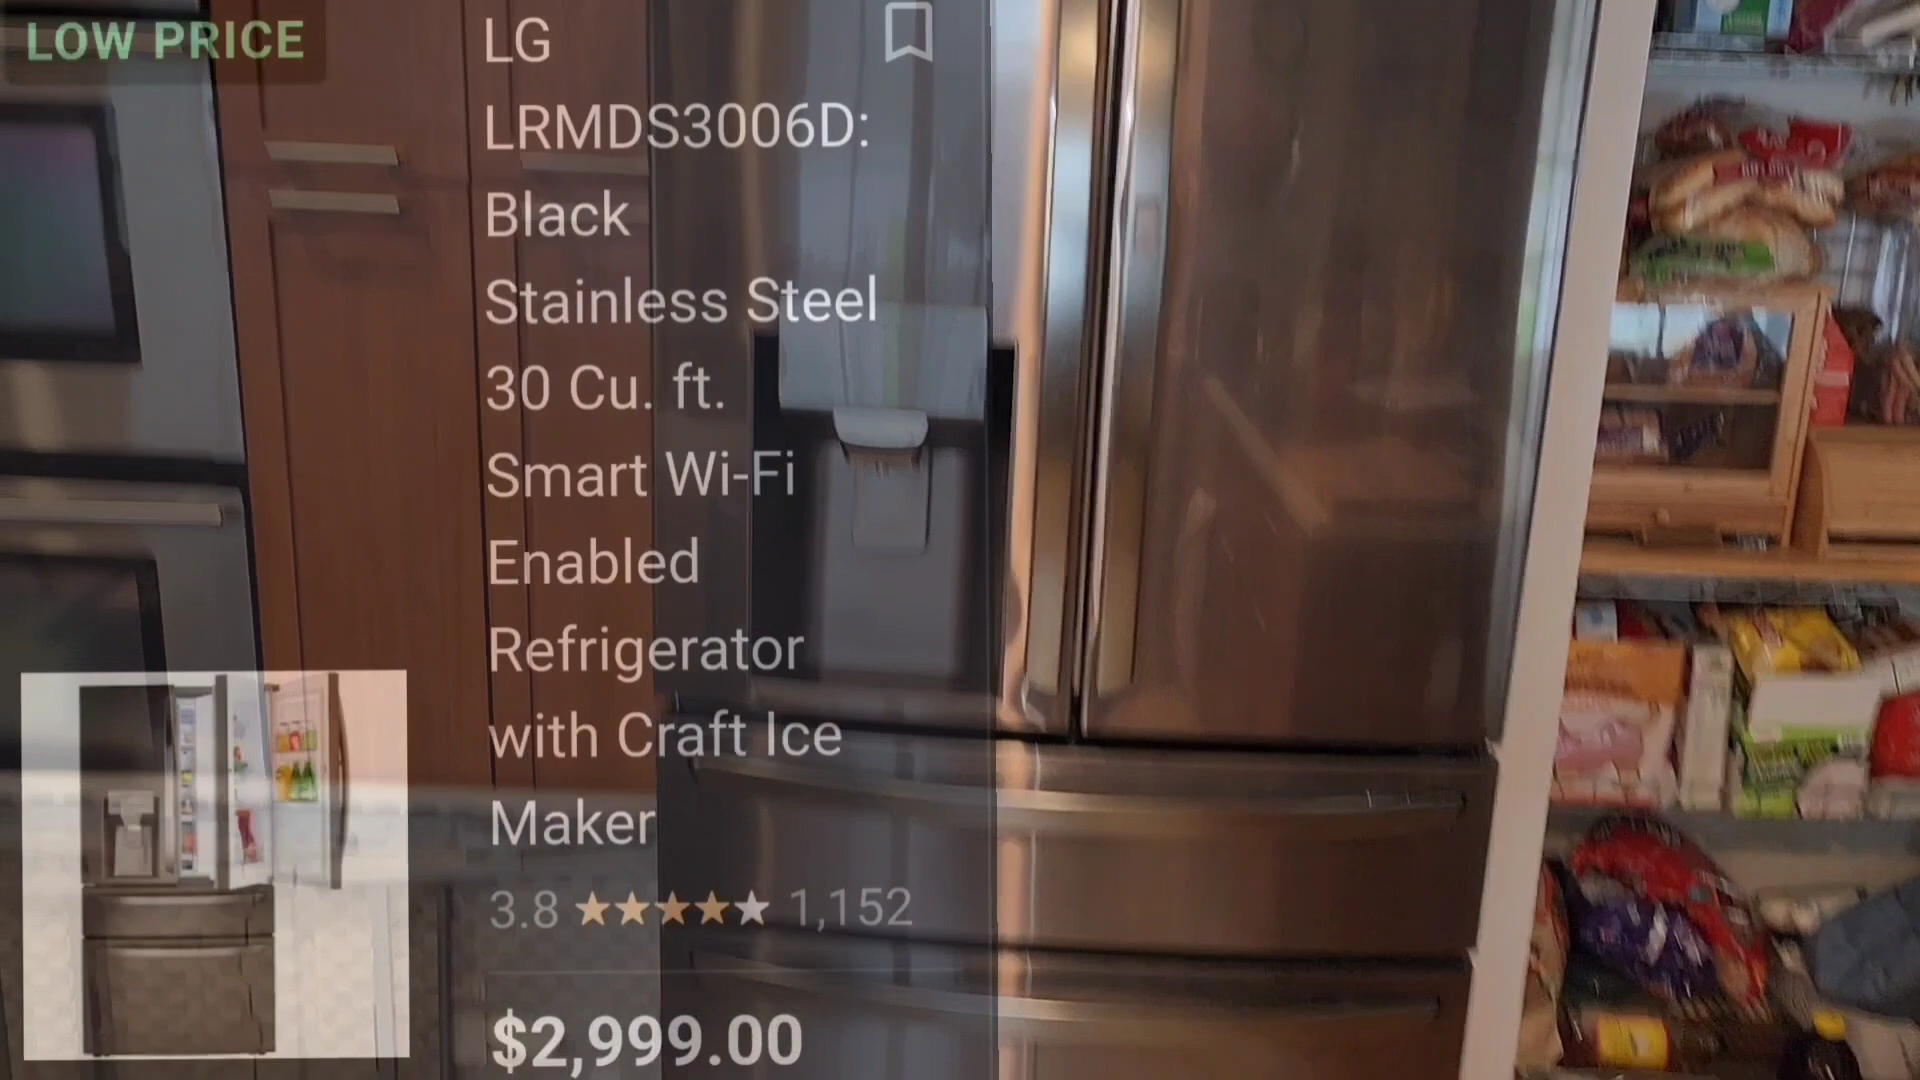 LOW PRICE
LG
LRMDS3006D:
Black
Stainless Steel
30 Cu. ft.
Smart Wi-Fi
Enabled
Refrigerator
with Craft Ice
Maker
3.8 ★★★★★ 1,152
$2,999.00